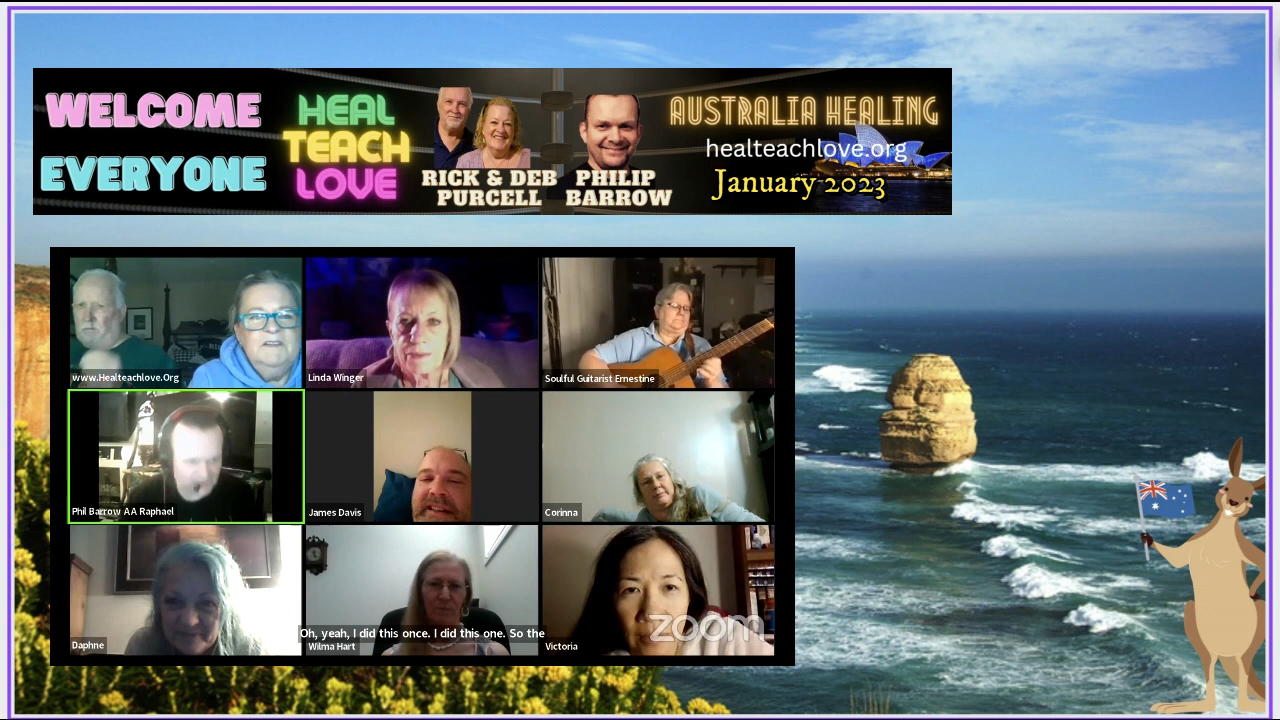 WELCOME
EVERYONE
HEAL
TEACH
LOVE
RICK & DEB
PURCELL
PHILIP
BARROW
AUSTRALIA HEALING
healteachlove.org
January 2023
www.Healteachlove.Org
Linda Winger
Soulful Guitarist Ernestine
Phil Barrow AA Raphael
James Davis
Corinna
Daphne
Oh, yeah, I did this once. I did this one. So the
Wilma Hart
Victoria
zoom